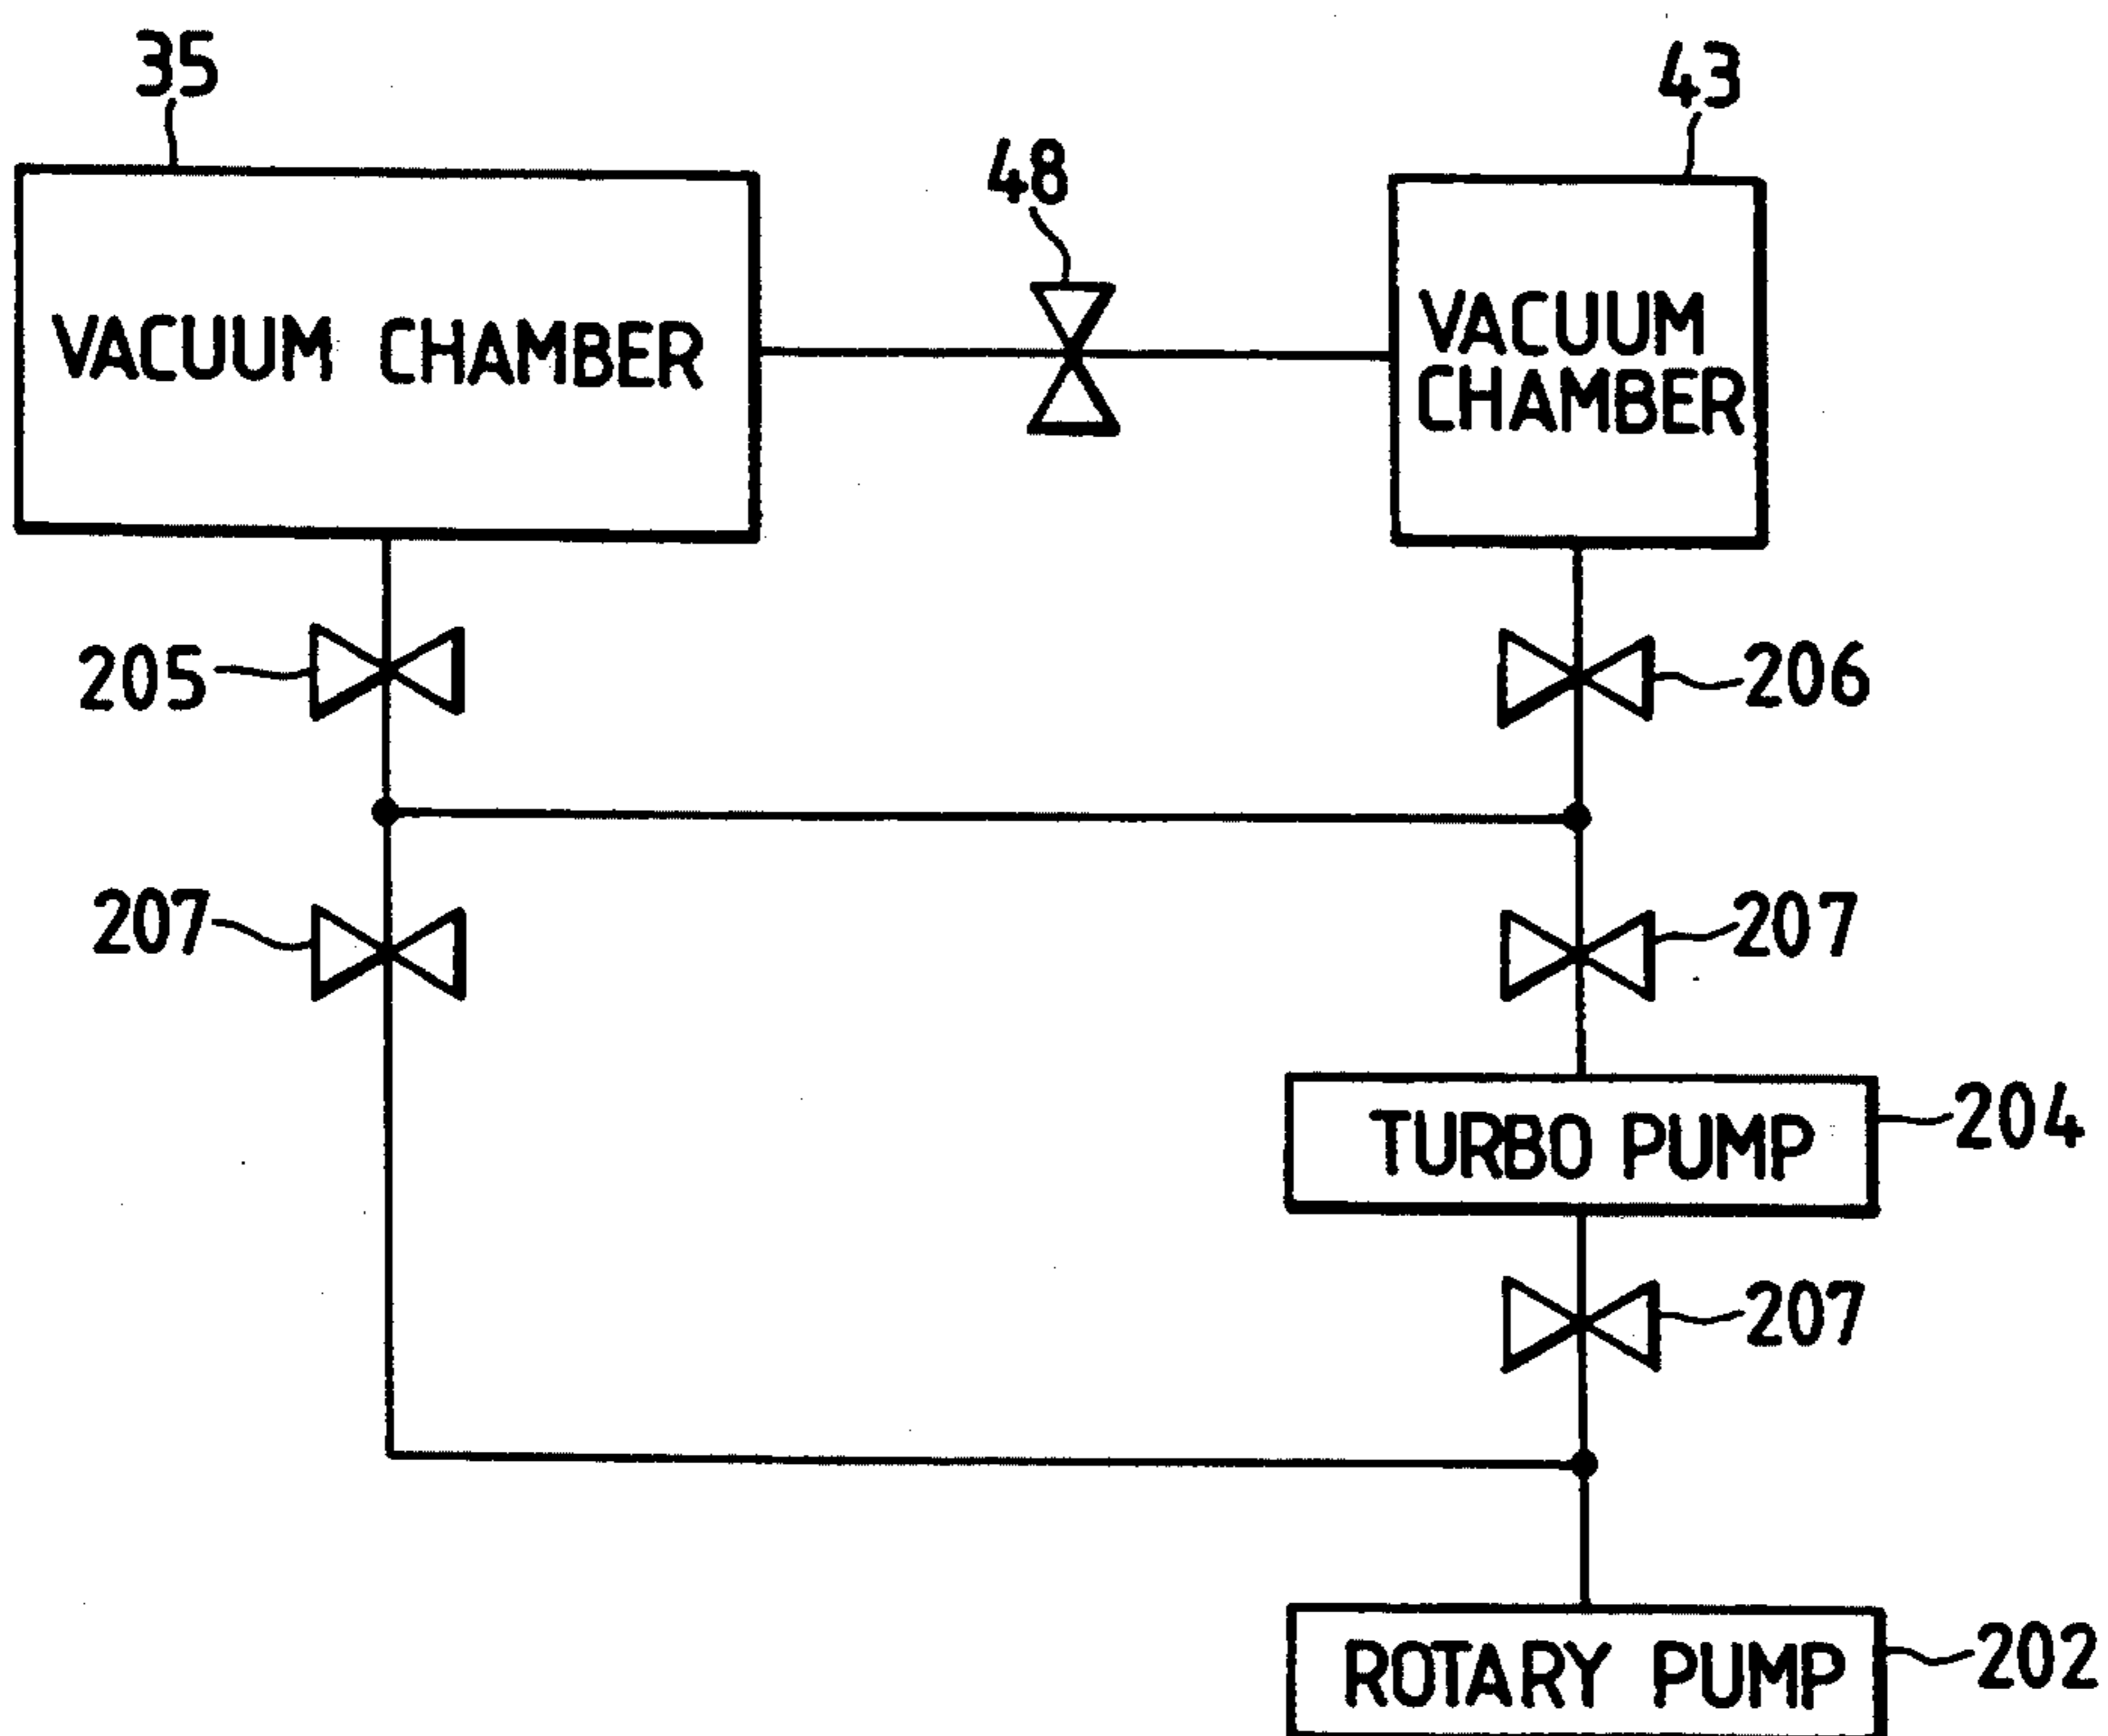 35
43
48
VACUUM CHAMBER
VACUUM
CHAMBER
205
206
207
207
TURBO PUMP
204
207
ROTARY PUMP
202